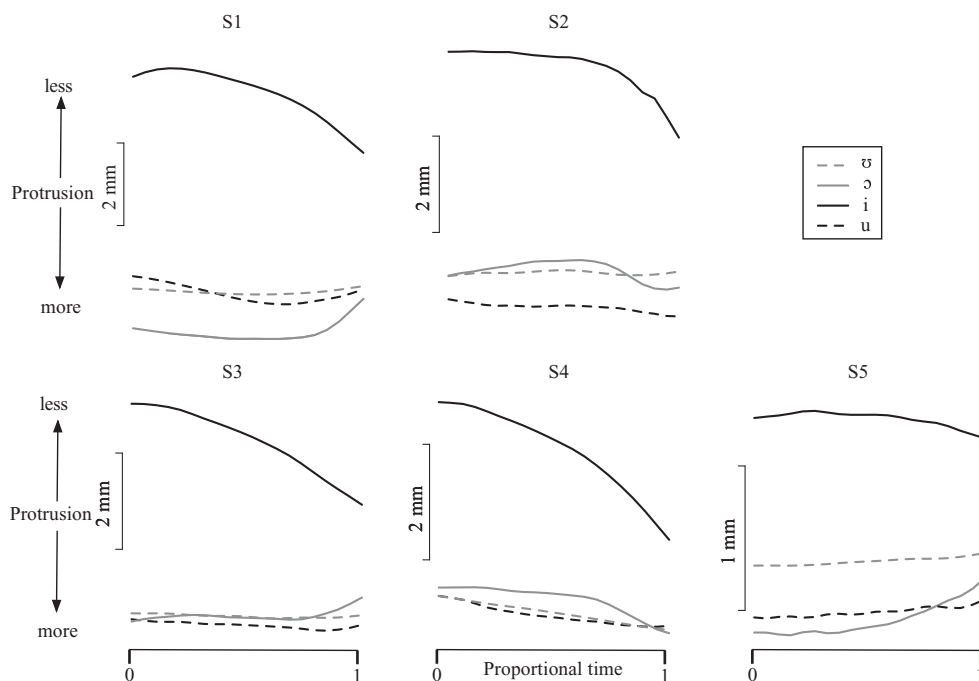 S1
S2
less
Protrusion
more
2 mm
2 mm
ʊ
ɔ
i
u
S3
S4
S5
less
Protrusion
more
2 mm
2 mm
1 mm
0
1
0
Proportional time
1
0
1